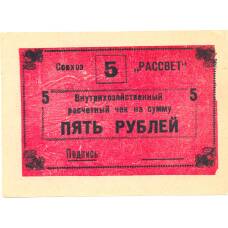 Совхоз 5 „РАССВЕТ"
Внутрихозяйственный
5 расчетный чек на сумму 5
ПЯТЬ РУБЛЕЙ
Подпись